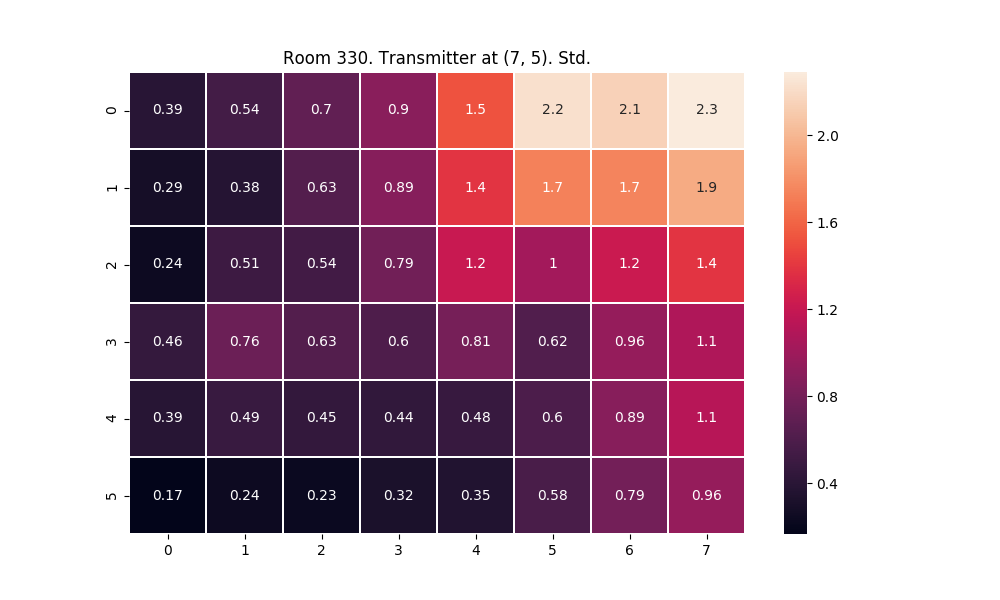 Room 330. Transmitter at (7, 5). Std.
0 0.39 0.54 0.7 0.9 1.5 2.2 2.1 2.3
1 0.29 0.38 0.63 0.89 1.4 1.7 1.7 1.9
2 0.24 0.51 0.54 0.79 1.2 1 1.2 1.4
3 0.46 0.76 0.63 0.6 0.81 0.62 0.96 1.1
4 0.39 0.49 0.45 0.44 0.48 0.6 0.89 1.1
5 0.17 0.24 0.23 0.32 0.35 0.58 0.79 0.96
0 1 2 3 4 5 6 7
2.0
1.6
1.2
0.8
0.4